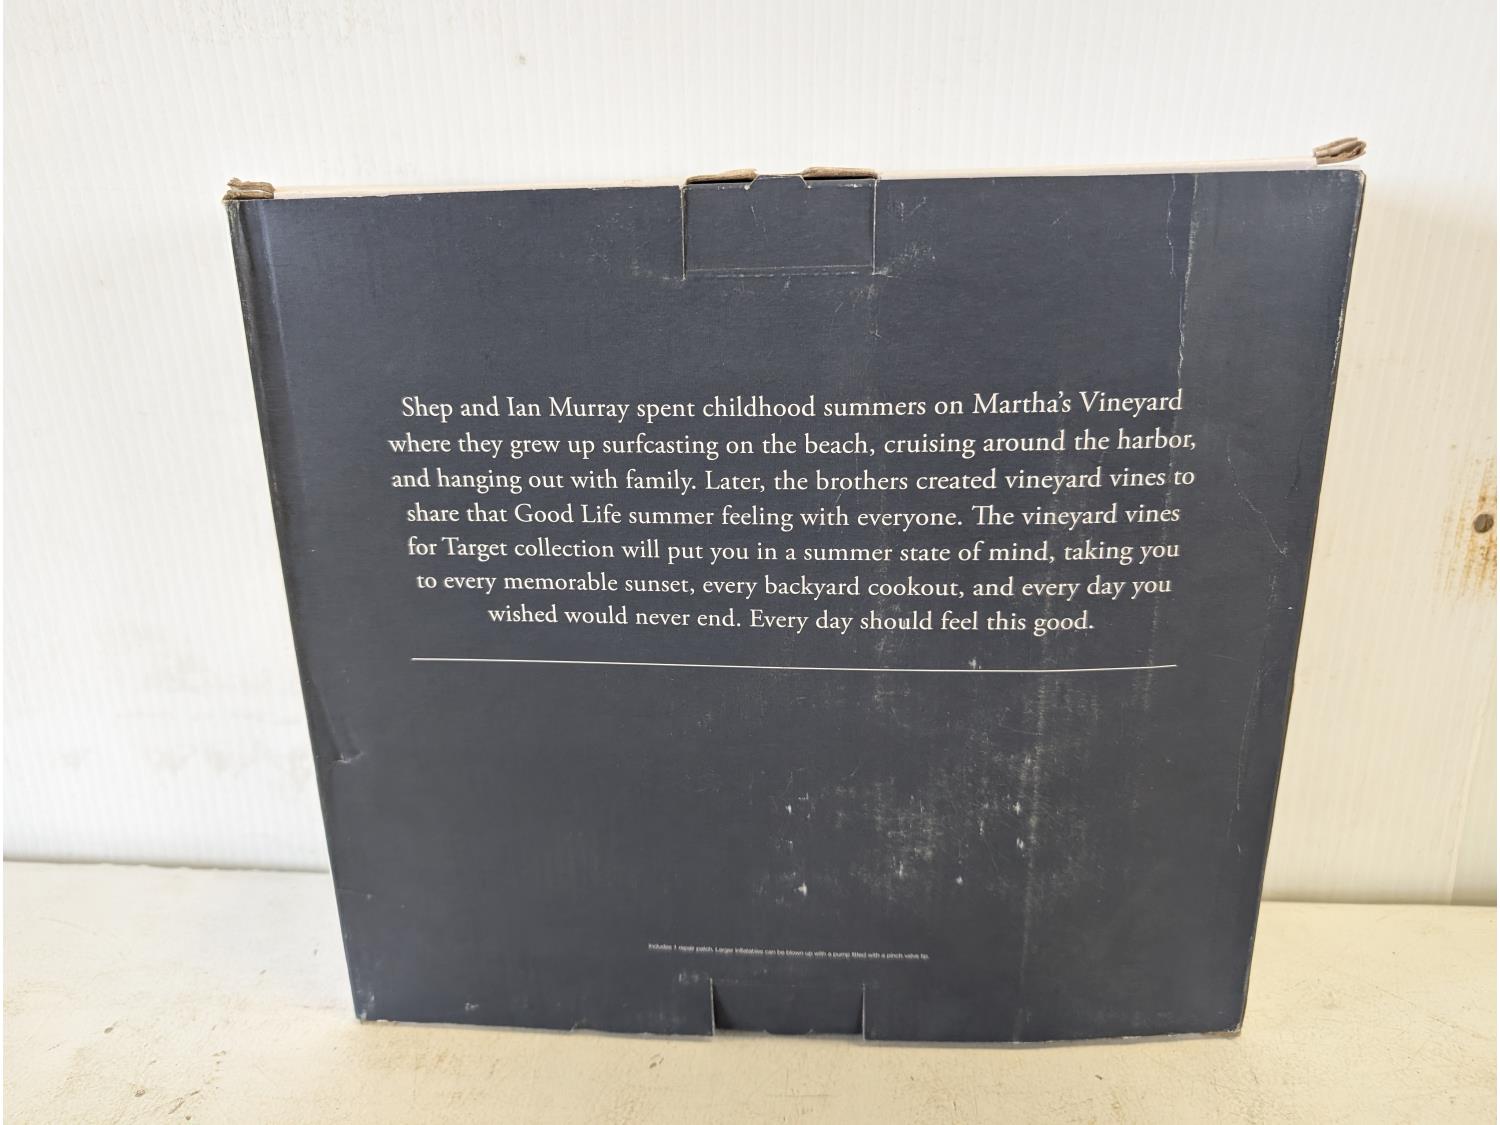 Shep and Ian Murray spent childhood summers on Martha's Vineyard
where they grew up surfcasting on the beach, cruising around the harbor,
and hanging out with family. Later, the brothers created vineyard vines to
share that Good Life summer feeling with everyone. The vineyard vines
for Target collection will put you in a summer state of mind, taking you
to every memorable sunset, every backyard cookout, and every day you
wished would never end. Every day should feel this good.
Includes 1 repair patch. Larger inflatables can be blown up with a pump fitted with a pinch valve tip.